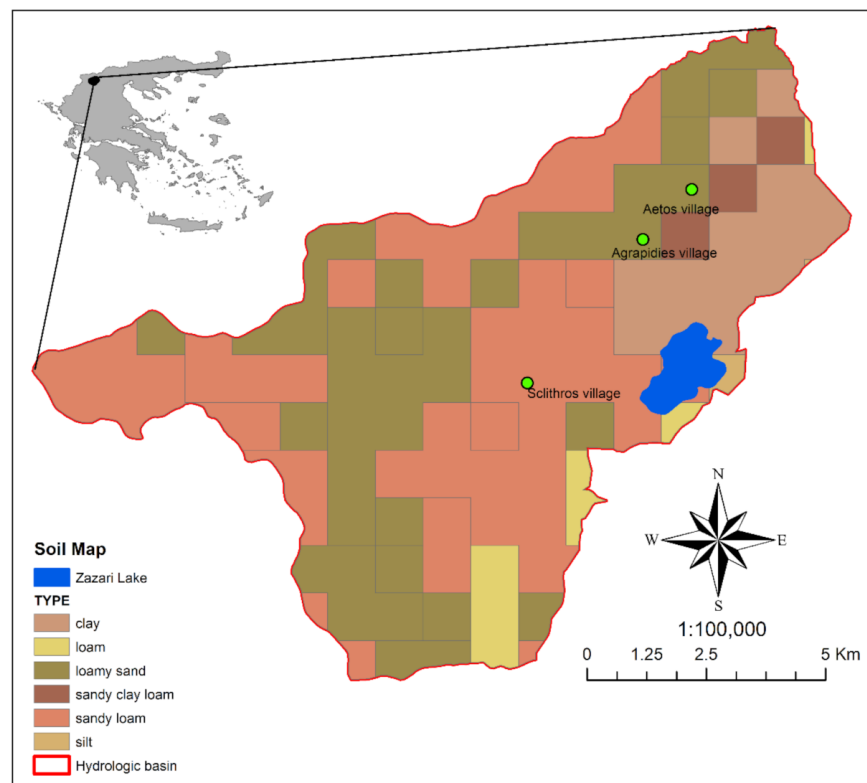 Aetos village
Agrapidies village
Sclithros village
N
W
E
S
1:100,000
0 1.25 2.5 5 Km
Soil Map
Zazari Lake
TYPE
clay
loam
loamy sand
sandy clay loam
sandy loam
silt
Hydrologic basin